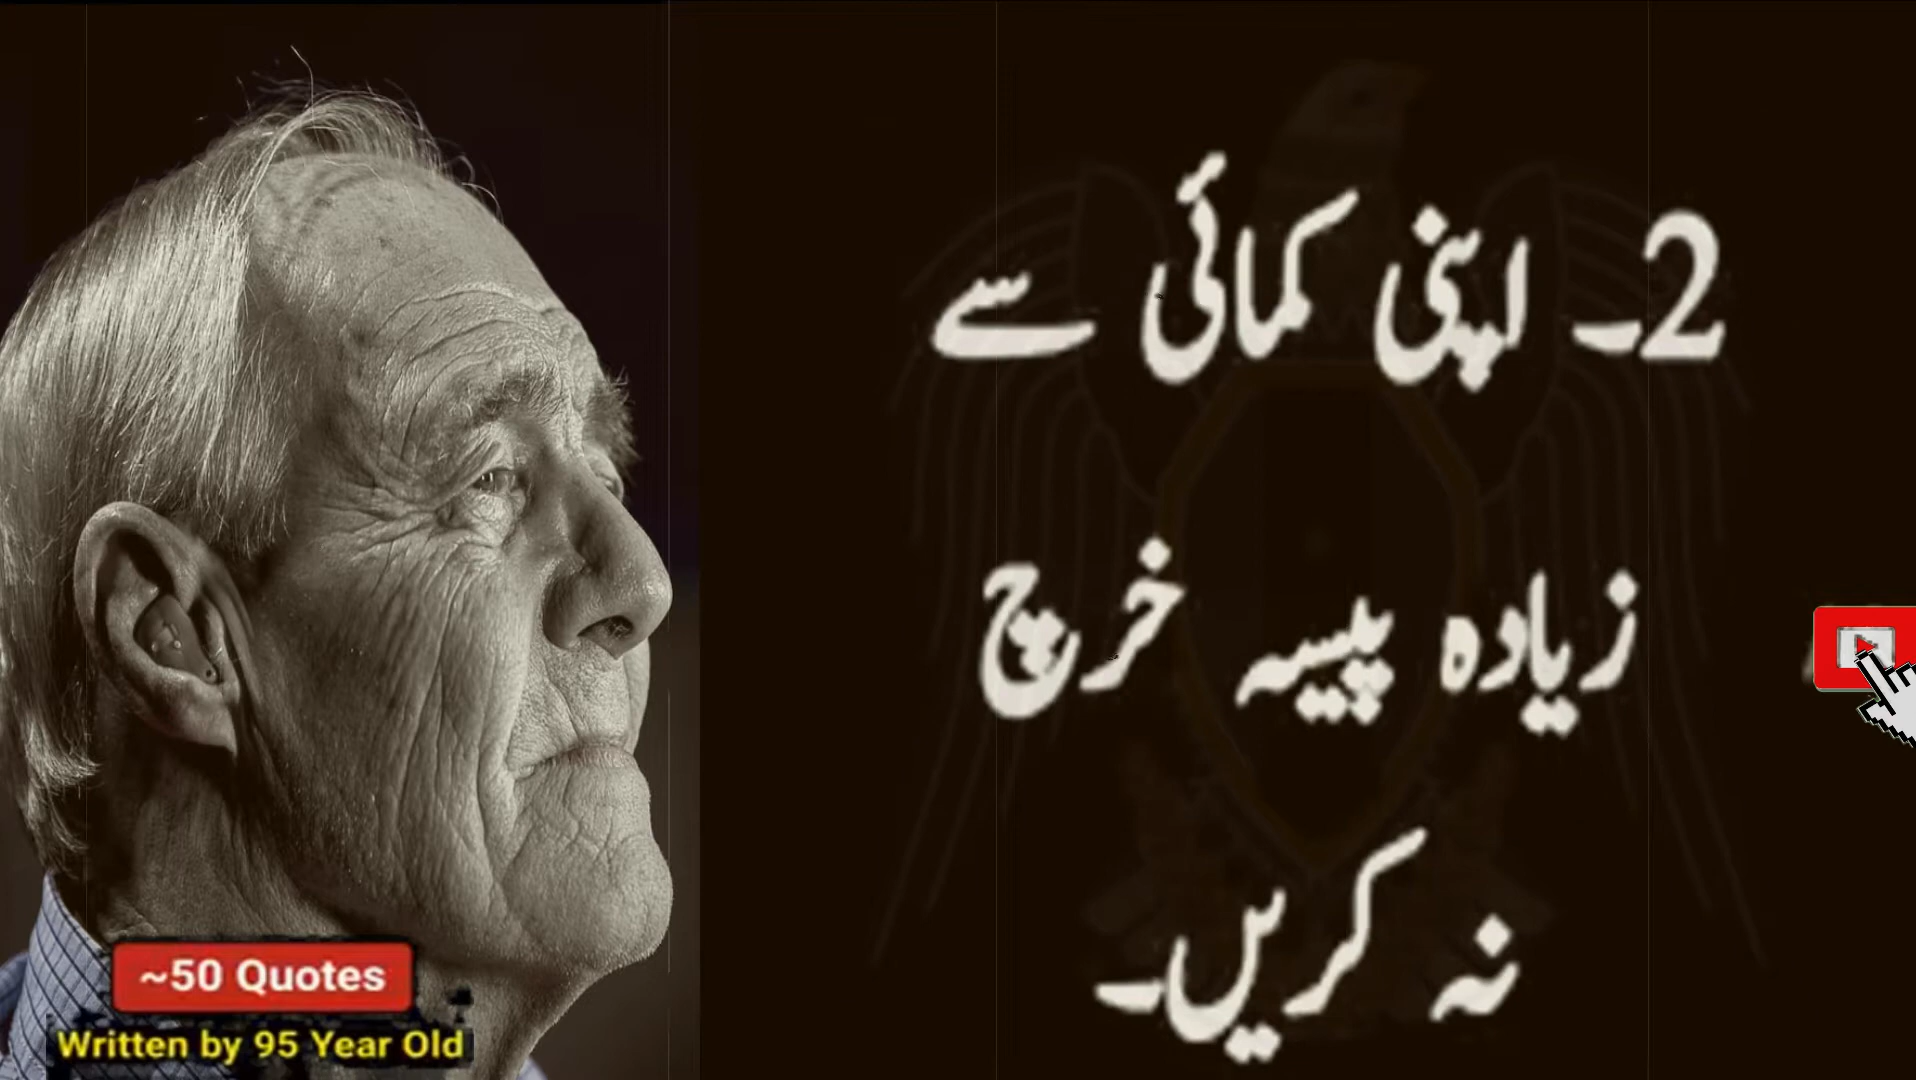 2۔ اپنی کمائی سے
زیادہ پیسہ خرچ
نہ کریں۔
~50 Quotes
Written by 95 Year Old